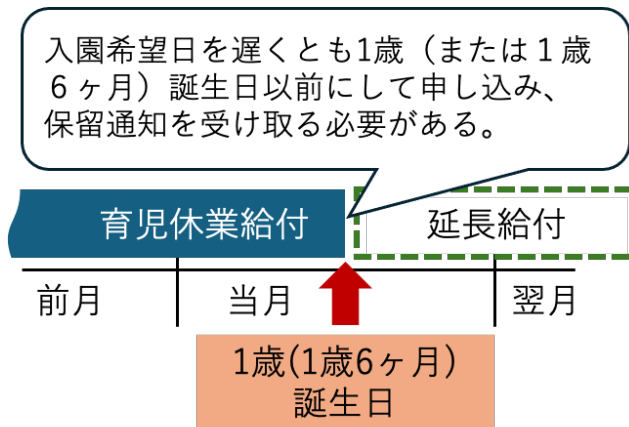 入園希望日を遅くとも1歳（または１歳
６ヶ月）誕生日以前にして申し込み、
保留通知を受け取る必要がある。
育児休業給付
延長給付
前月
当月
翌月
1歳(1歳6ヶ月)
誕生日